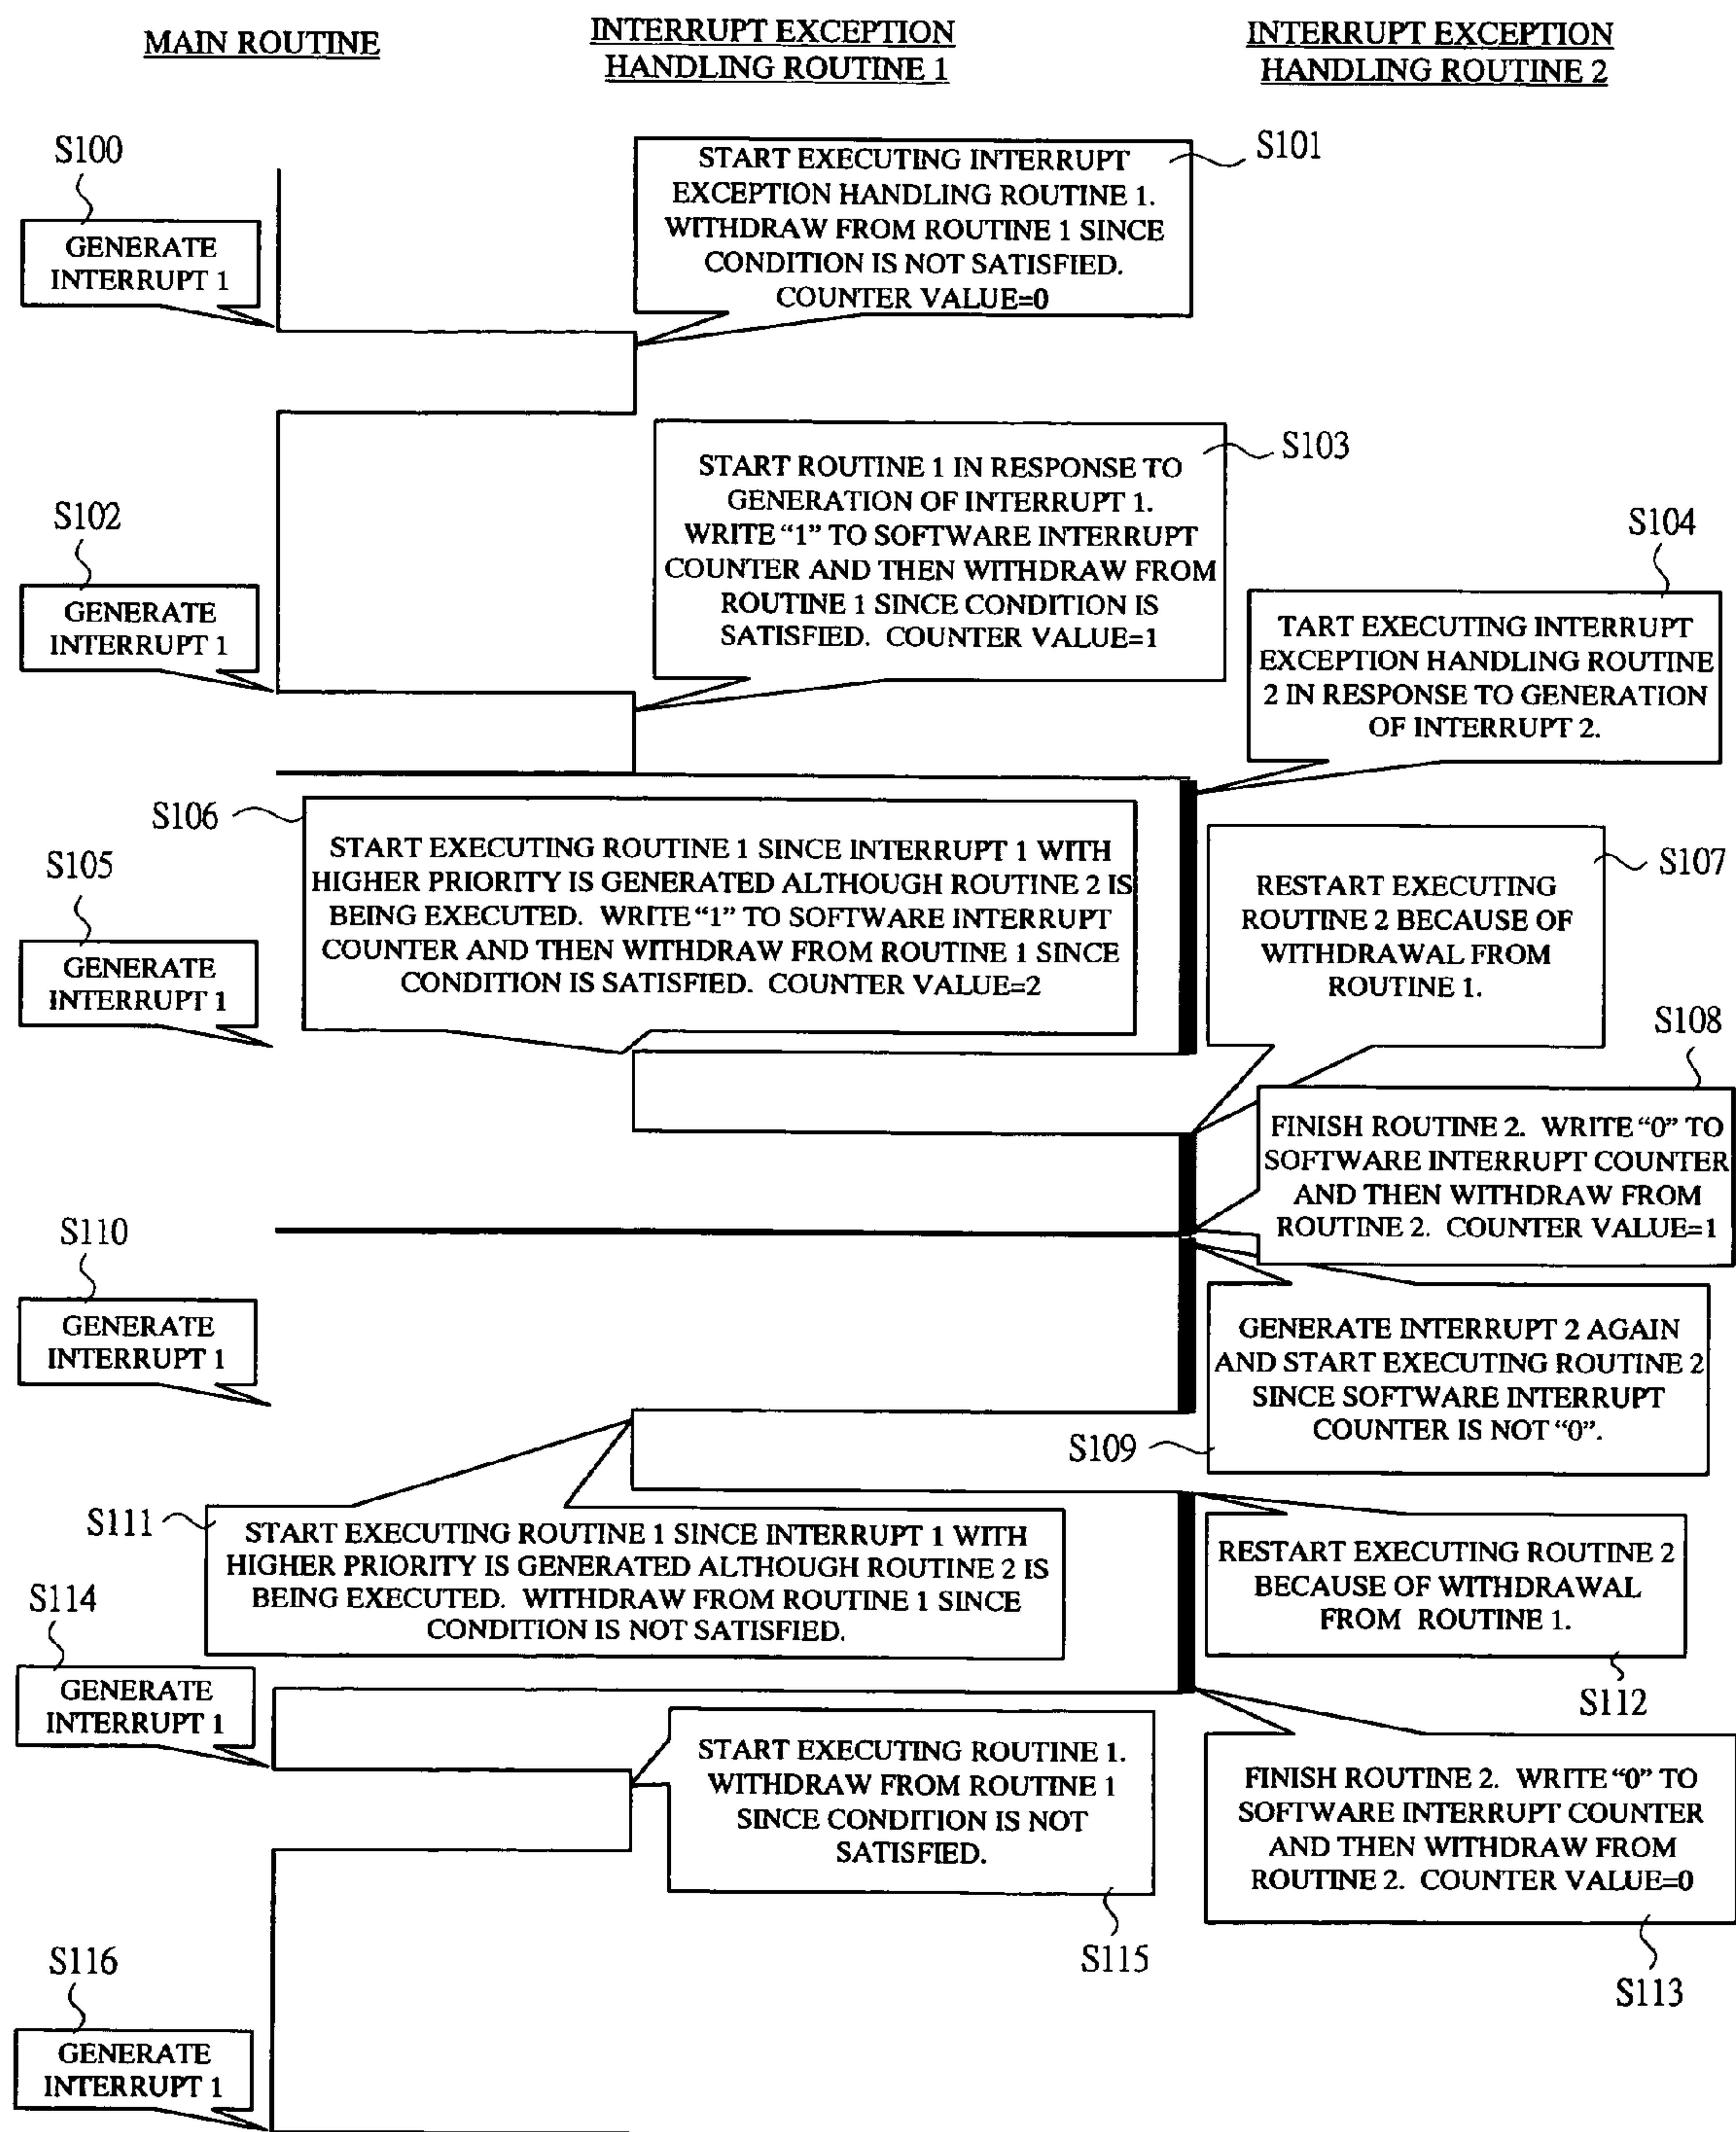 MAIN ROUTINE
INTERRUPT EXCEPTION
HANDLING ROUTINE 1
INTERRUPT EXCEPTION
HANDLING ROUTINE 2
S100
GENERATE
INTERRUPT 1
S101
START EXECUTING INTERRUPT
EXCEPTION HANDLING ROUTINE 1.
WITHDRAW FROM ROUTINE 1 SINCE
CONDITION IS NOT SATISFIED.
COUNTER VALUE=0
S102
GENERATE
INTERRUPT 1
S103
START ROUTINE 1 IN RESPONSE TO
GENERATION OF INTERRUPT 1.
WRITE “1” TO SOFTWARE INTERRUPT
COUNTER AND THEN WITHDRAW FROM
ROUTINE 1 SINCE CONDITION IS
SATISFIED. COUNTER VALUE=1
S104
TART EXECUTING INTERRUPT
EXCEPTION HANDLING ROUTINE
2 IN RESPONSE TO GENERATION
OF INTERRUPT 2.
S105
GENERATE
INTERRUPT 1
S106
START EXECUTING ROUTINE 1 SINCE INTERRUPT 1 WITH
HIGHER PRIORITY IS GENERATED ALTHOUGH ROUTINE 2 IS
BEING EXECUTED. WRITE “1” TO SOFTWARE INTERRUPT
COUNTER AND THEN WITHDRAW FROM ROUTINE 1 SINCE
CONDITION IS SATISFIED. COUNTER VALUE=2
S107
RESTART EXECUTING
ROUTINE 2 BECAUSE OF
WITHDRAWAL FROM
ROUTINE 1.
S108
FINISH ROUTINE 2. WRITE “0” TO
SOFTWARE INTERRUPT COUNTER
AND THEN WITHDRAW FROM
ROUTINE 2. COUNTER VALUE=1
S110
GENERATE
INTERRUPT 1
GENERATE INTERRUPT 2 AGAIN
AND START EXECUTING ROUTINE 2
SINCE SOFTWARE INTERRUPT
COUNTER IS NOT “0”.
S109
S111
START EXECUTING ROUTINE 1 SINCE INTERRUPT 1 WITH
HIGHER PRIORITY IS GENERATED ALTHOUGH ROUTINE 2 IS
BEING EXECUTED. WITHDRAW FROM ROUTINE 1 SINCE
CONDITION IS NOT SATISFIED.
RESTART EXECUTING ROUTINE 2
BECAUSE OF WITHDRAWAL
FROM ROUTINE 1.
S112
S114
GENERATE
INTERRUPT 1
START EXECUTING ROUTINE 1.
WITHDRAW FROM ROUTINE 1
SINCE CONDITION IS NOT
SATISFIED.
S115
FINISH ROUTINE 2. WRITE “0” TO
SOFTWARE INTERRUPT COUNTER
AND THEN WITHDRAW FROM
ROUTINE 2. COUNTER VALUE=0
S113
S116
GENERATE
INTERRUPT 1